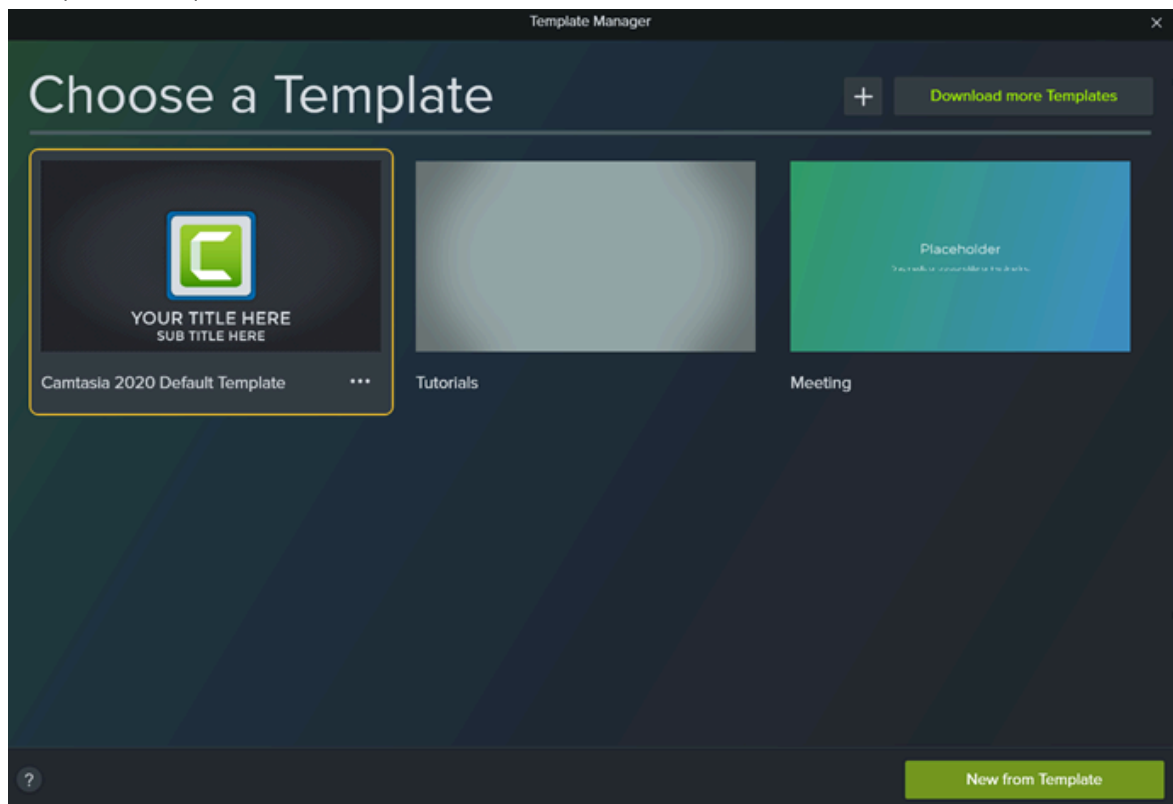 Template Manager
Choose a Template
Download more Templates
YOUR TITLE HERE
SUB TITLE HERE
Placeholder
Camtasia 2020 Default Template
Tutorials
Meeting
?
New from Template